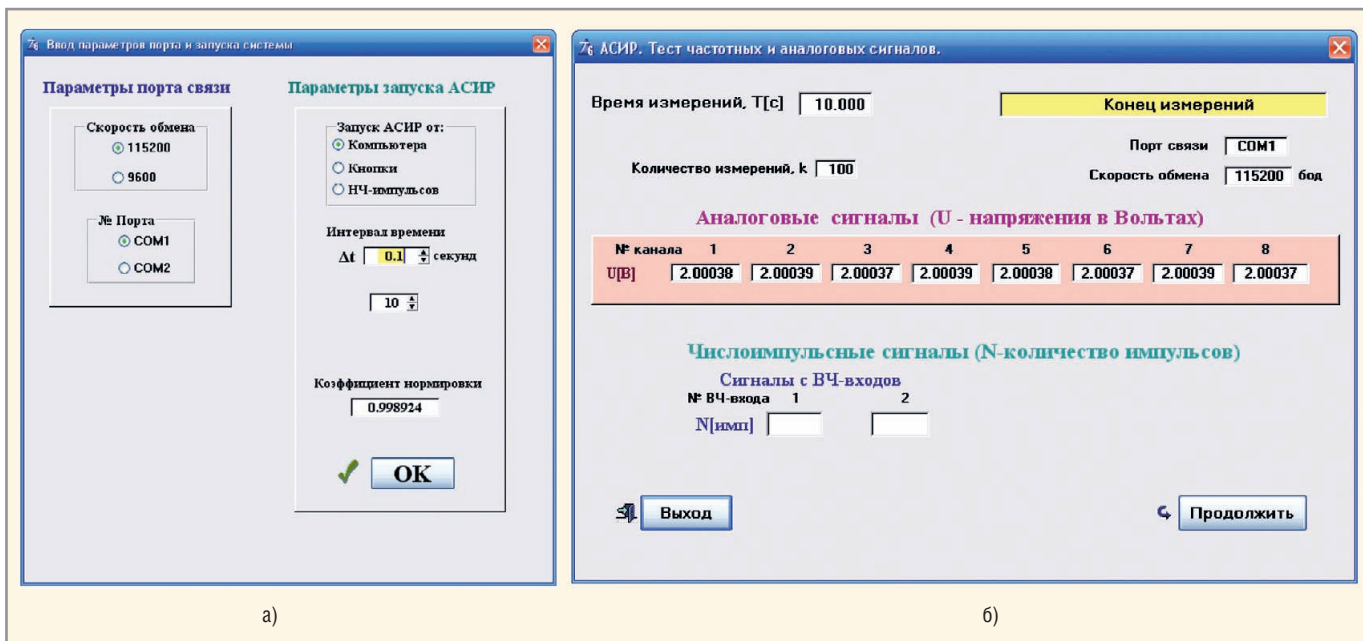 Ввод параметров порта и запуска системы
Параметры порта связи
Скорость обмена
115200
9600
№ Порта
COM1
COM2
Параметры запуска АСИР
Запуск АСИР от:
Компьютера
Кнопки
НЧ-импульсов
Интервал времени
Δt 0.1 секунд
10
Коэффициент нормировки
0.998924
OK
а)
АСИР. Тест частотных и аналоговых сигналов.
Время измерений, T[c] 10.000
Конец измерений
Количество измерений, k 100
Порт связи COM1
Скорость обмена 115200 бод
Аналоговые сигналы (U - напряжения в Вольтах)
№ канала 1 2 3 4 5 6 7 8
U[В] 2.00038 2.00039 2.00037 2.00039 2.00038 2.00037 2.00039 2.00037
Числоимпульсные сигналы (N-количество импульсов)
Сигналы с ВЧ-входов
№ ВЧ-входа 1 2
N[имп]
Выход
Продолжить
б)